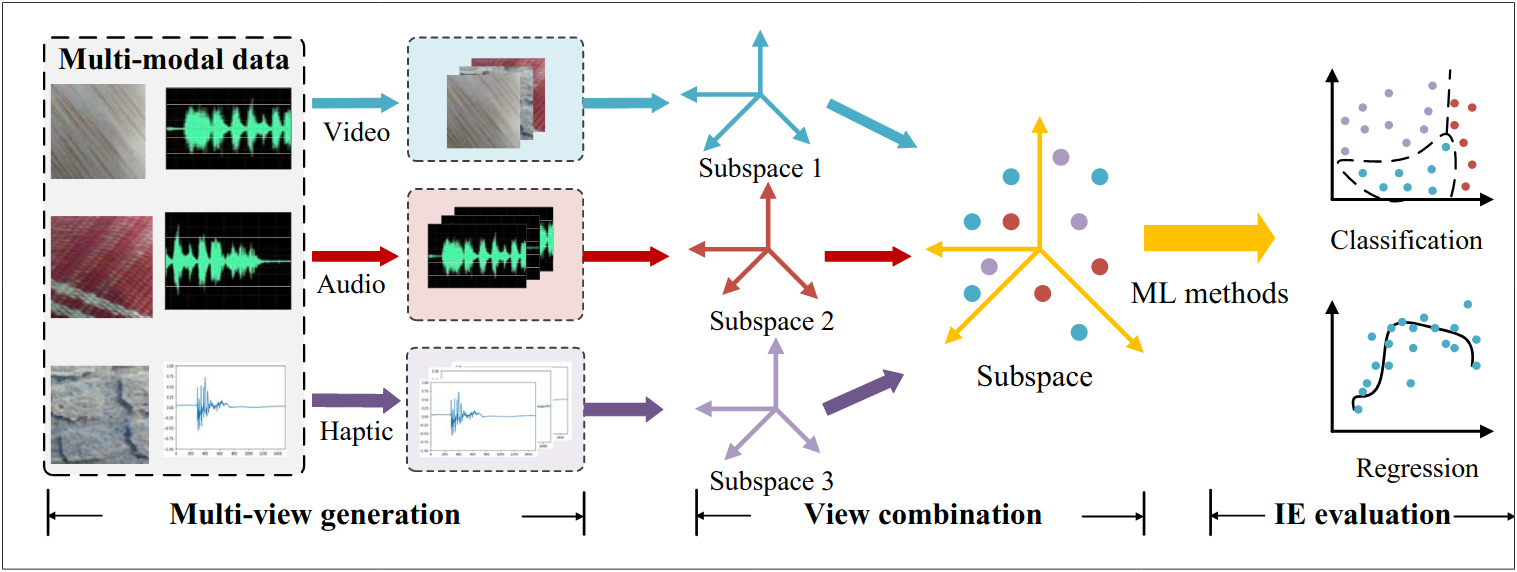 Multi-modal data
Video
Audio
Haptic
Subspace 1
Subspace 2
Subspace 3
Subspace
ML methods
Classification
Regression
Multi-view generation
View combination
IE evaluation